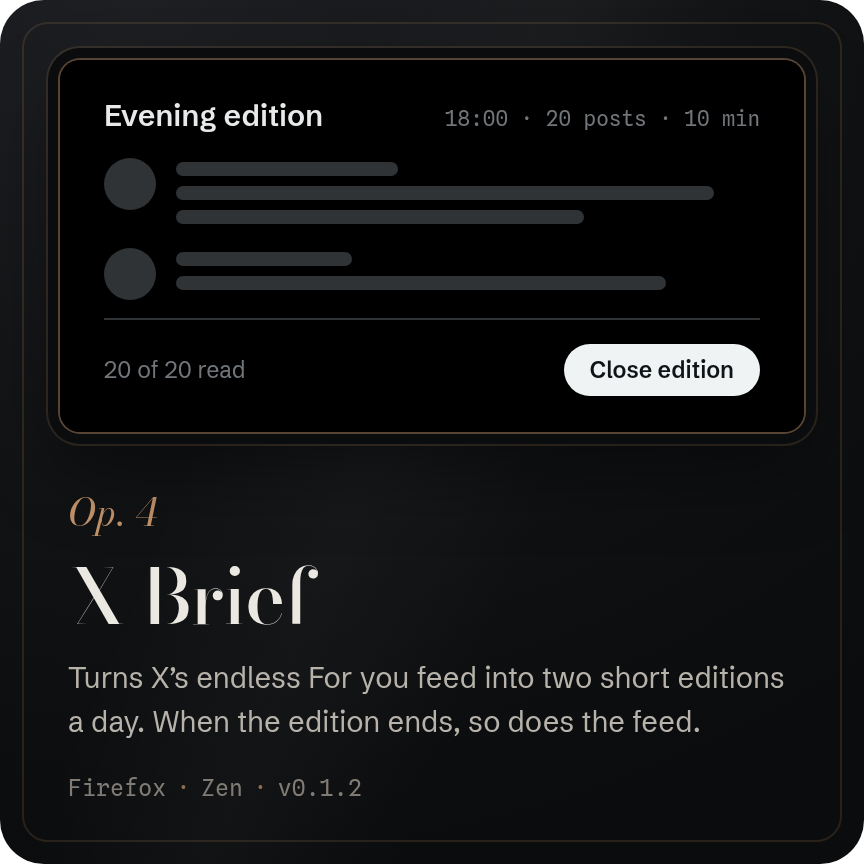 Evening edition
18:00 · 20 posts · 10 min
20 of 20 read
Close edition
Op. 4
X Brief
Turns X’s endless For you feed into two short editions
a day. When the edition ends, so does the feed.
Firefox · Zen · v0.1.2